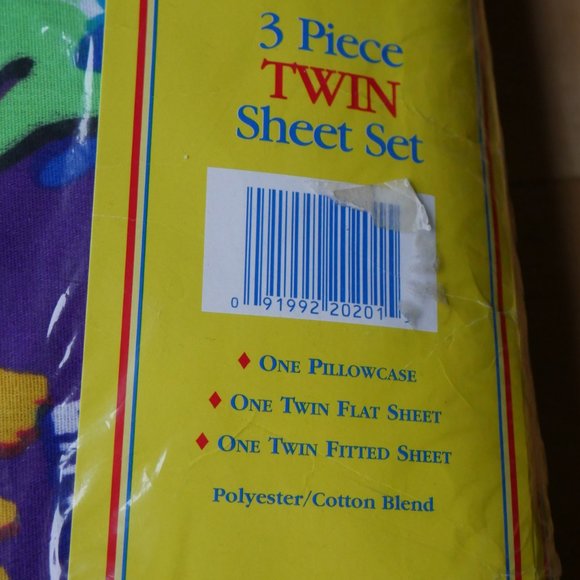 3 Piece
TWIN
Sheet Set
0 91992 20201
♦ ONE PILLOWCASE
♦ ONE TWIN FLAT SHEET
♦ ONE TWIN FITTED SHEET
Polyester/Cotton Blend